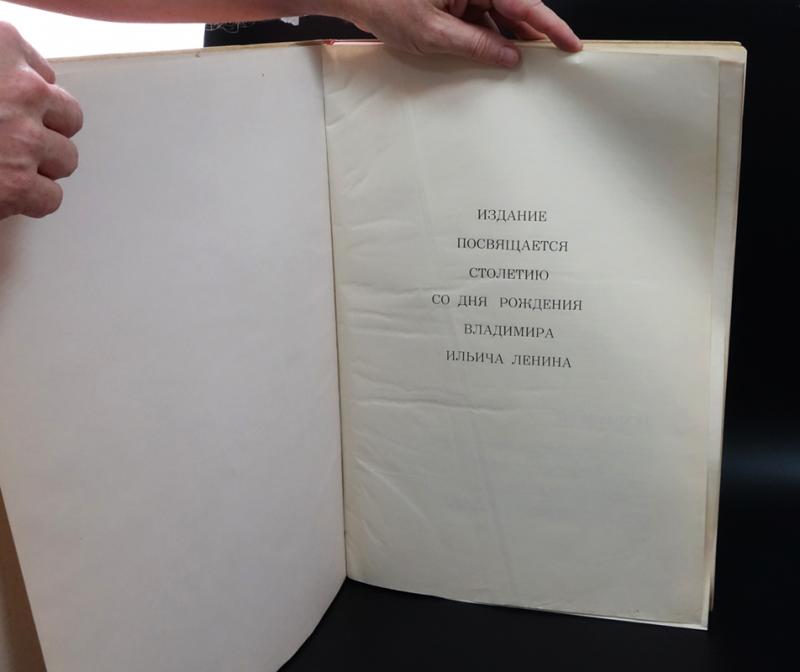 ИЗДАНИЕ
ПОСВЯЩАЕТСЯ
СТОЛЕТИЮ
СО ДНЯ РОЖДЕНИЯ
ВЛАДИМИРА
ИЛЬИЧА ЛЕНИНА